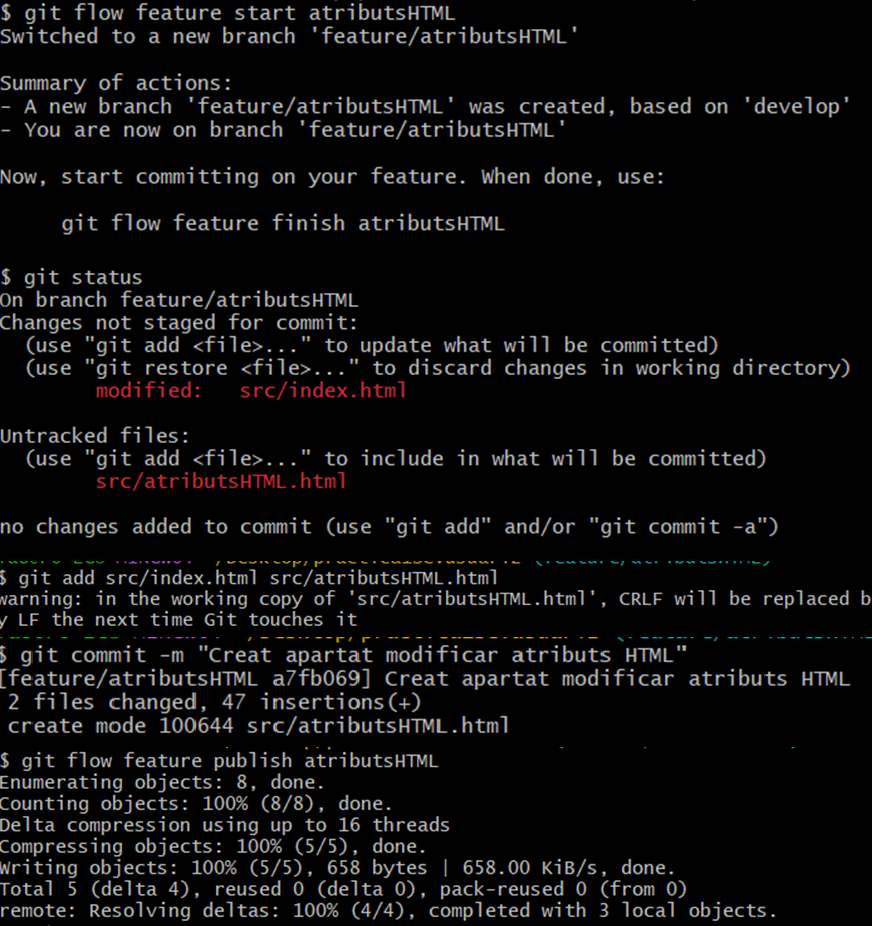 $ git flow feature start atributsHTML
Switched to a new branch 'feature/atributsHTML'
Summary of actions:
- A new branch 'feature/atributsHTML' was created, based on 'develop'
- You are now on branch 'feature/atributsHTML'
Now, start committing on your feature. When done, use:
git flow feature finish atributsHTML
$ git status
On branch feature/atributsHTML
Changes not staged for commit:
(use "git add <file>..." to update what will be committed)
(use "git restore <file>..." to discard changes in working directory)
modified:   src/index.html
Untracked files:
(use "git add <file>..." to include in what will be committed)
src/atributsHTML.html
no changes added to commit (use "git add" and/or "git commit -a")
$ git add src/index.html src/atributsHTML.html
warning: in the working copy of 'src/atributsHTML.html', CRLF will be replaced b
y LF the next time Git touches it
$ git commit -m "Creat apartat modificar atributs HTML"
[feature/atributsHTML a7fb069] Creat apartat modificar atributs HTML
2 files changed, 47 insertions(+)
create mode 100644 src/atributsHTML.html
$ git flow feature publish atributsHTML
Enumerating objects: 8, done.
Counting objects: 100% (8/8), done.
Delta compression using up to 16 threads
Compressing objects: 100% (5/5), done.
Writing objects: 100% (5/5), 658 bytes | 658.00 KiB/s, done.
Total 5 (delta 4), reused 0 (delta 0), pack-reused 0 (from 0)
remote: Resolving deltas: 100% (4/4), completed with 3 local objects.